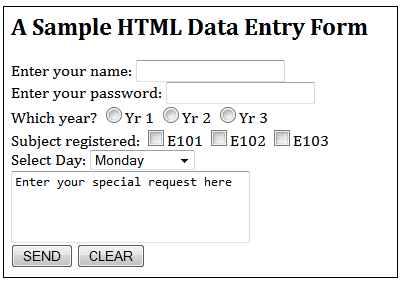 A Sample HTML Data Entry Form
Enter your name:
Enter your password:
Which year? Yr 1 Yr 2 Yr 3
Subject registered: E101 E102 E103
Select Day: Monday
Enter your special request here
SEND CLEAR